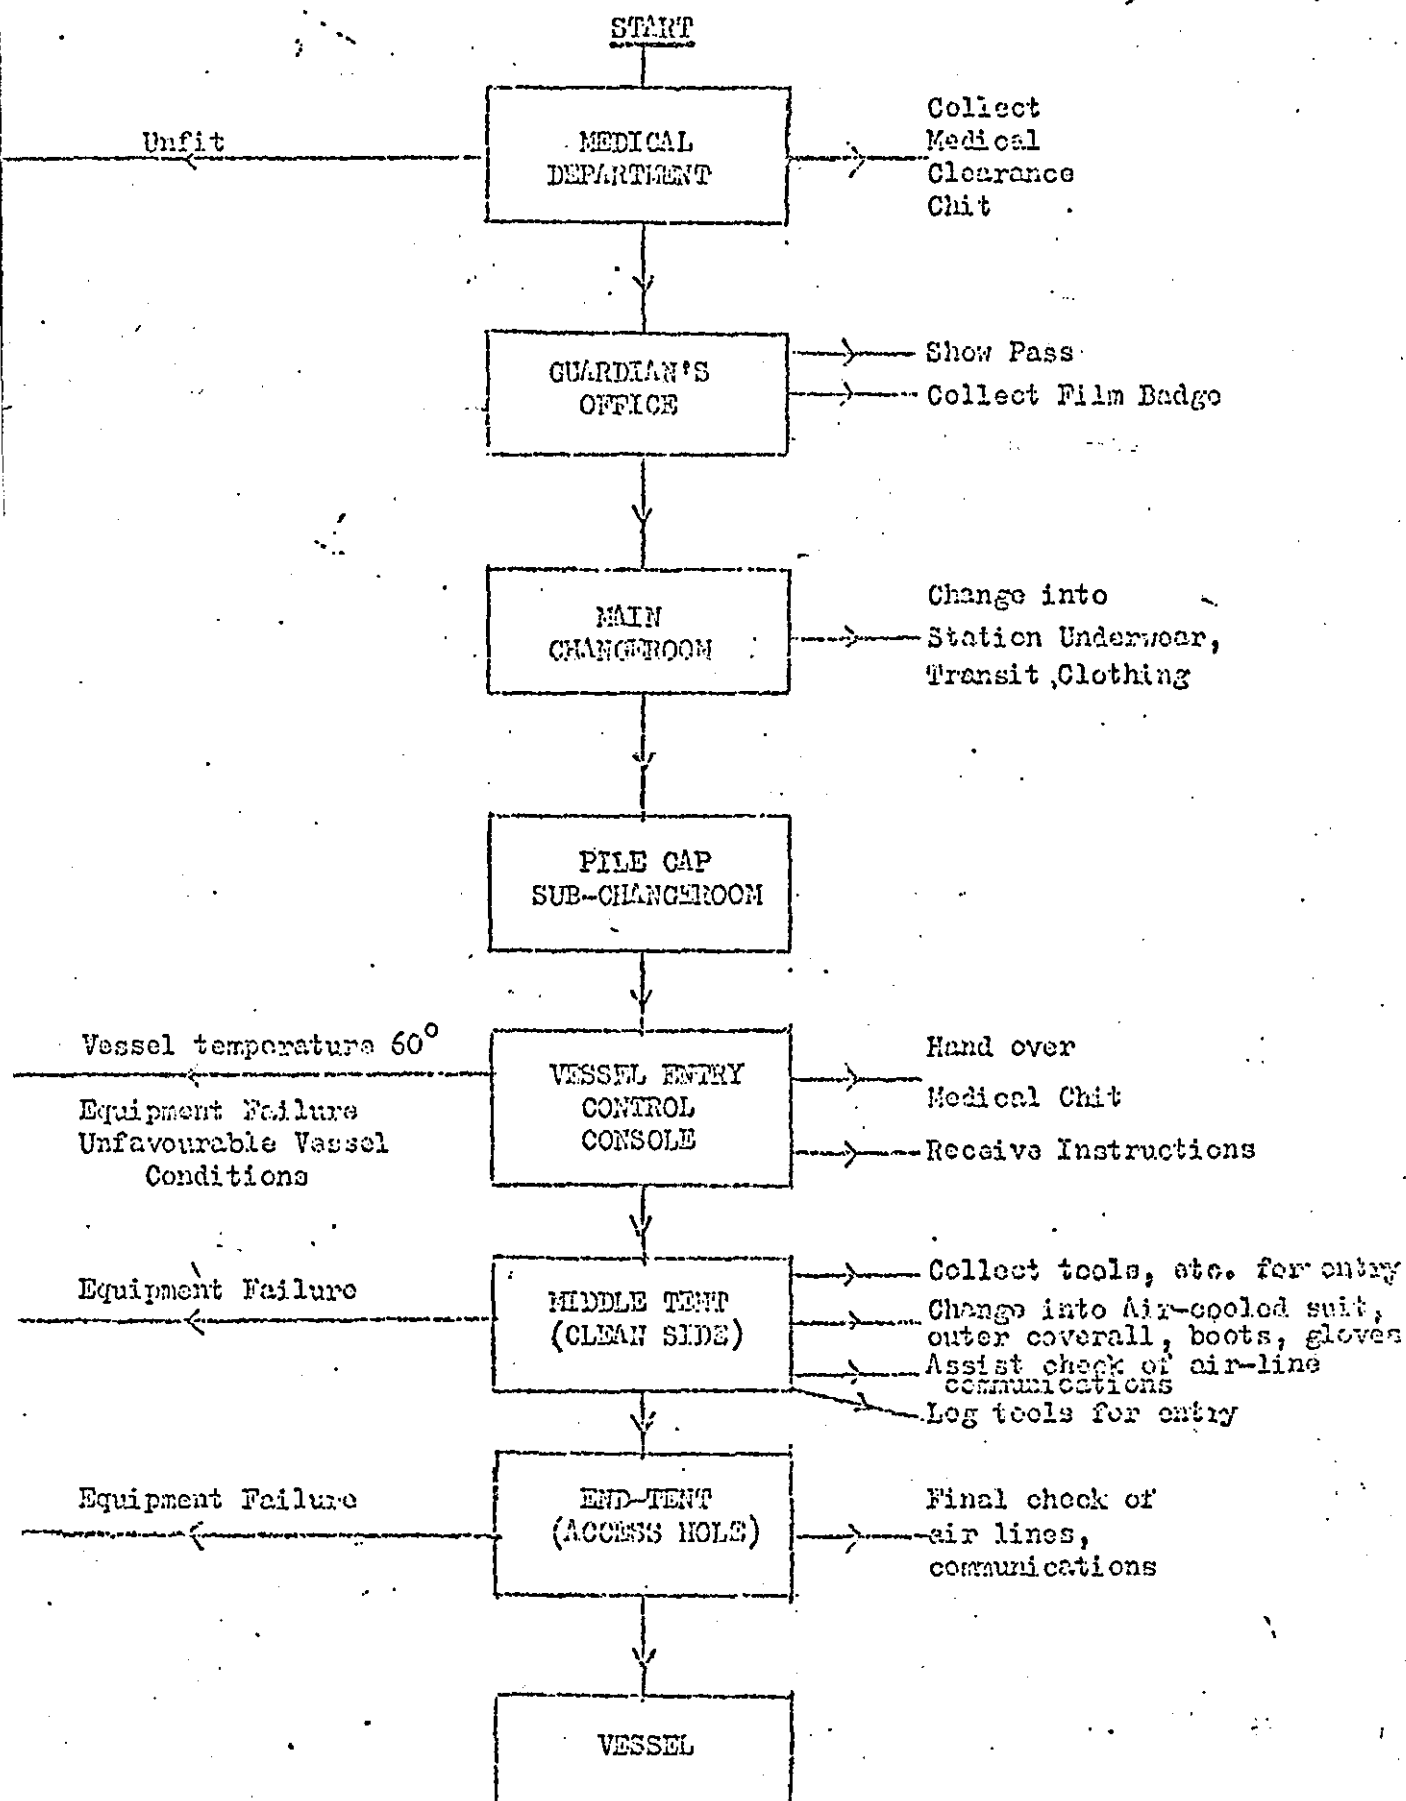 START
Unfit
MEDICAL
DEPARTMENT
Collect
Medical
Clearance
Chit
GUARDIAN'S
OFFICE
Show Pass
Collect Film Badge
MAIN
CHANGEROOM
Change into
Station Underwear,
Transit Clothing
PILE CAP
SUB-CHANGEROOM
Vessel temperature 60°
Equipment Failure
Unfavourable Vessel
Conditions
VESSEL ENTRY
CONTROL
CONSOLE
Hand over
Medical Chit
Receive Instructions
Equipment Failure
MIDDLE TENT
(CLEAN SIDE)
Collect tools, etc. for entry
Change into Air-cooled suit,
outer coverall, boots, gloves
Assist check of air-line
communications
Log tools for entry
Equipment Failure
END-TENT
(ACCESS HOLE)
Final check of
air lines,
communications
VESSEL